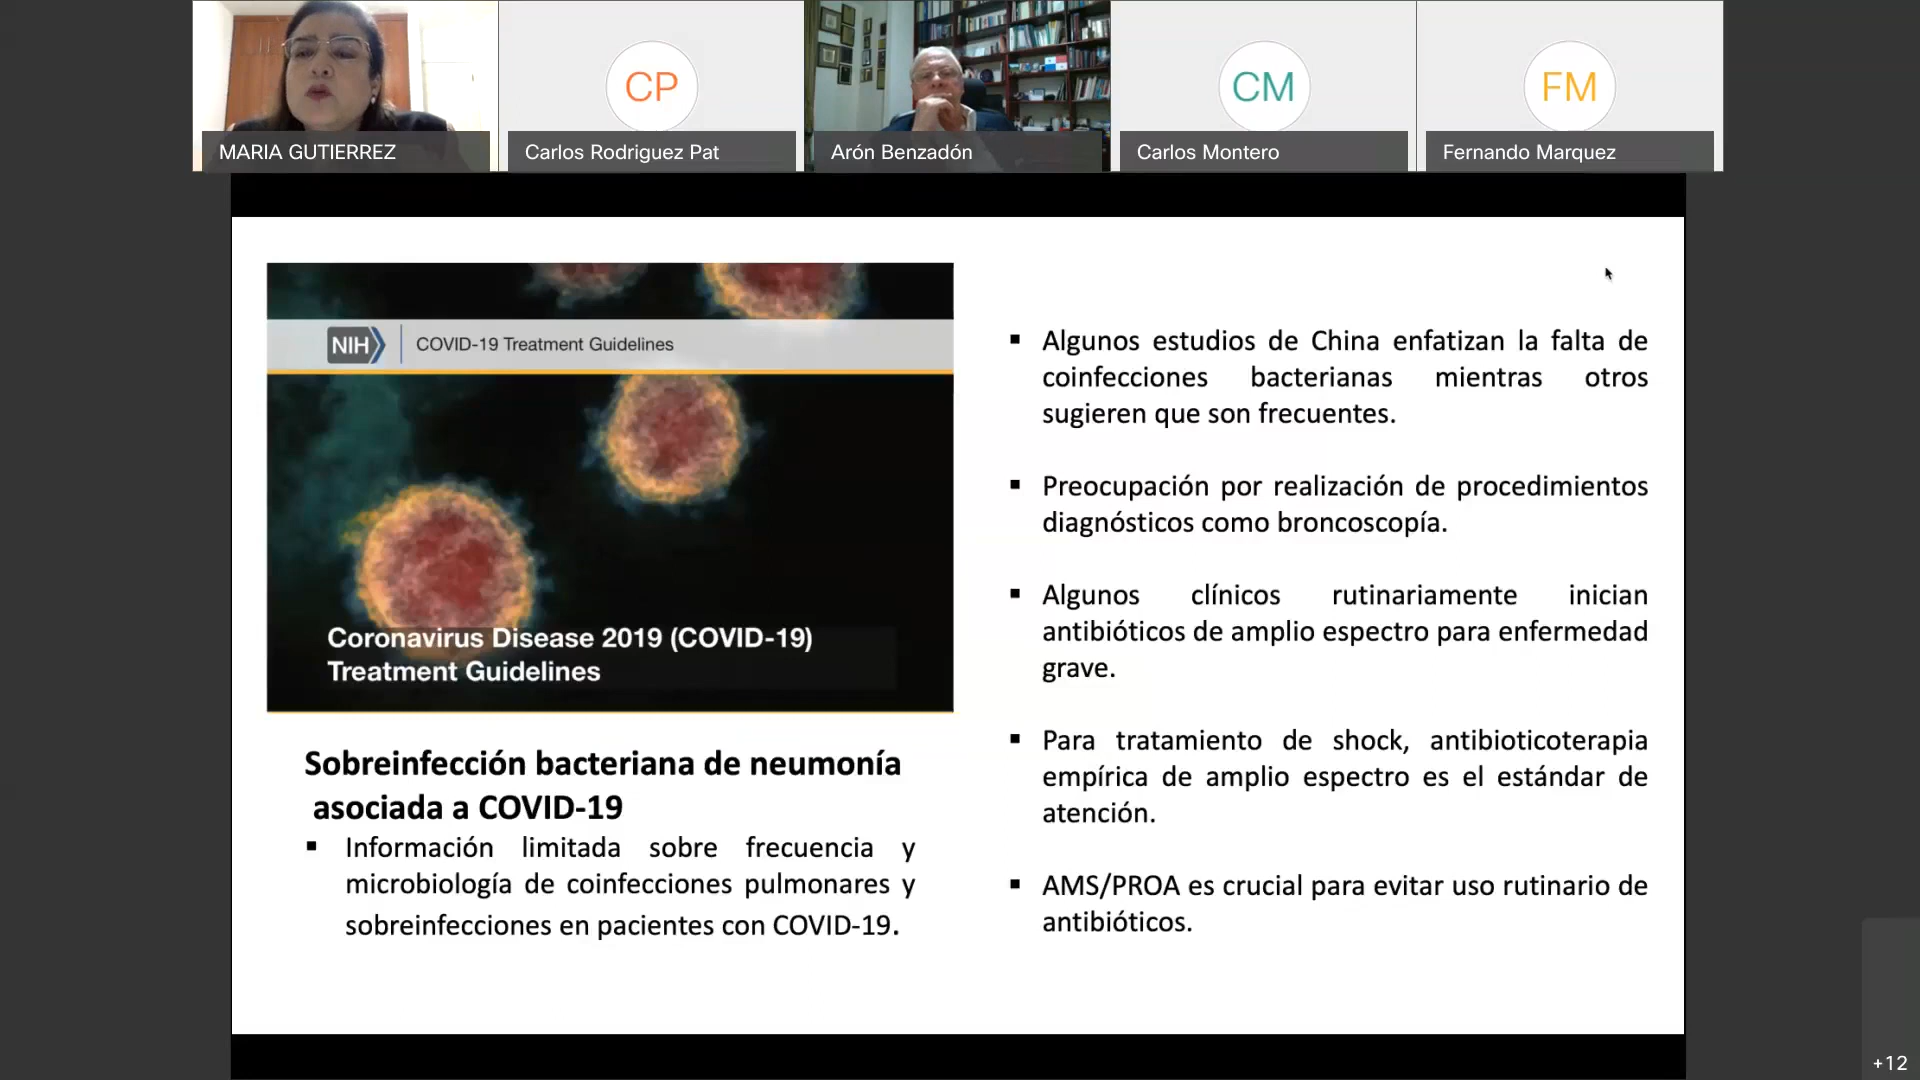 MARIA GUTIERREZ
CP
Carlos Rodriguez Pat
Arón Benzadón
CM
Carlos Montero
FM
Fernando Marquez
NIH
COVID-19 Treatment Guidelines
Coronavirus Disease 2019 (COVID-19)
Treatment Guidelines
Sobreinfección bacteriana de neumonía
asociada a COVID-19
▪ Información limitada sobre frecuencia y
microbiología de coinfecciones pulmonares y
sobreinfecciones en pacientes con COVID-19.
▪ Algunos estudios de China enfatizan la falta de
coinfecciones bacterianas mientras otros
sugieren que son frecuentes.
▪ Preocupación por realización de procedimientos
diagnósticos como broncoscopía.
▪ Algunos clínicos rutinariamente inician
antibióticos de amplio espectro para enfermedad
grave.
▪ Para tratamiento de shock, antibioticoterapia
empírica de amplio espectro es el estándar de
atención.
▪ AMS/PROA es crucial para evitar uso rutinario de
antibióticos.
+12